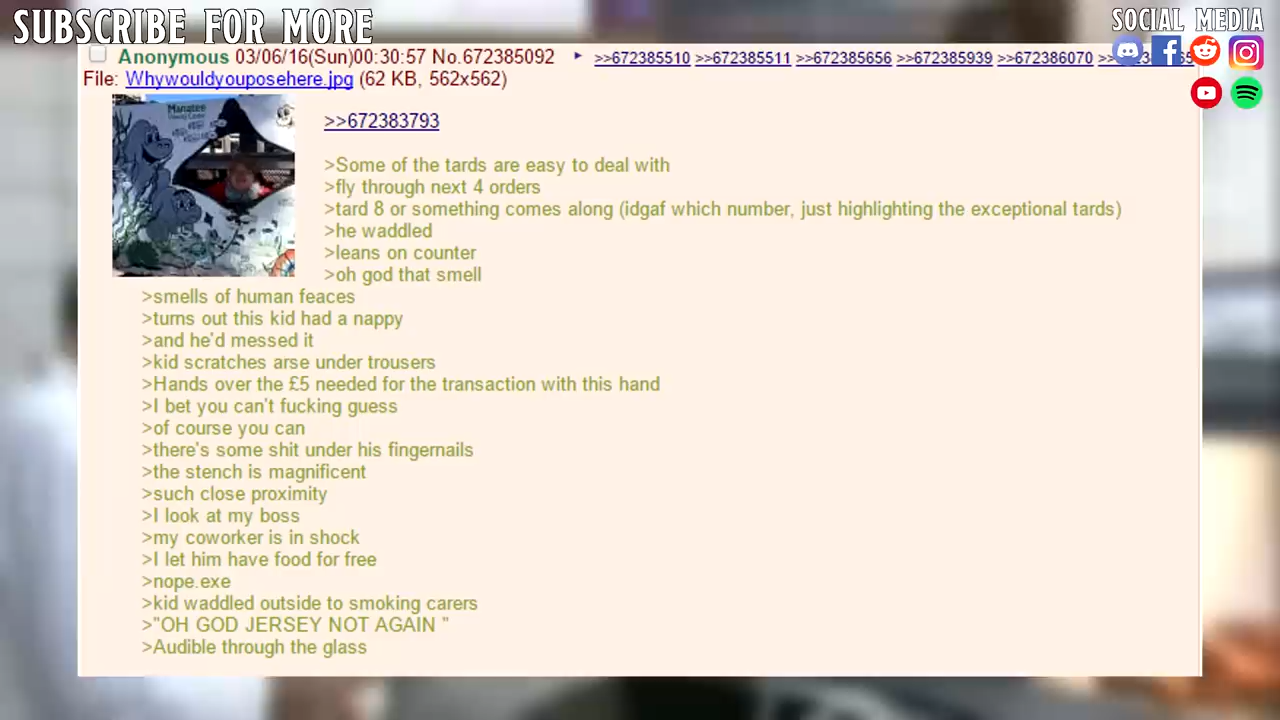 SUBSCRIBE FOR MORE
SOCIAL MEDIA
Anonymous 03/06/16(Sun)00:30:57 No.672385092 >>672385510 >>672385511 >>672385656 >>672385939 >>672386070
File: Whywouldyouposehere.jpg (62 KB, 562x562)
Manatee
>>672383793
>Some of the tards are easy to deal with
>fly through next 4 orders
>tard 8 or something comes along (idgaf which number, just highlighting the exceptional tards)
>he waddled
>leans on counter
>oh god that smell
>smells of human feaces
>turns out this kid had a nappy
>and he'd messed it
>kid scratches arse under trousers
>Hands over the £5 needed for the transaction with this hand
>I bet you can't fucking guess
>of course you can
>there's some shit under his fingernails
>the stench is magnificent
>such close proximity
>I look at my boss
>my coworker is in shock
>I let him have food for free
>nope.exe
>kid waddled outside to smoking carers
>"OH GOD JERSEY NOT AGAIN "
>Audible through the glass